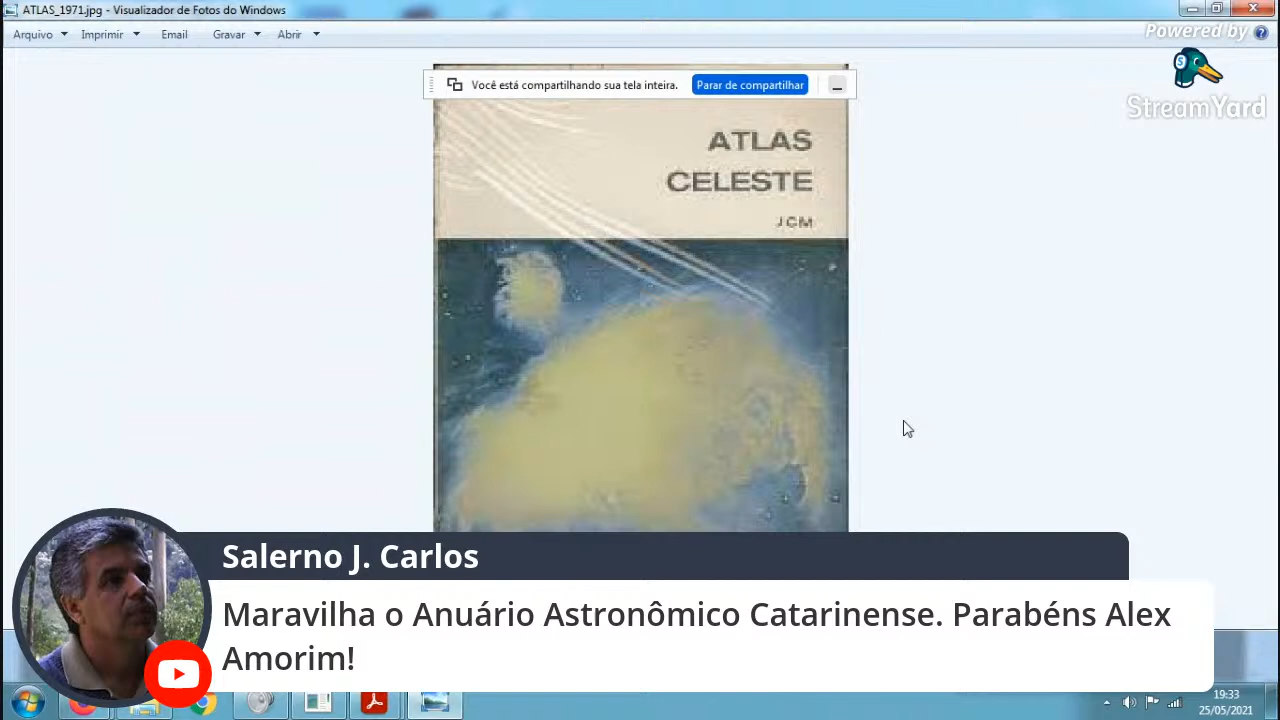 ATLAS_1971.jpg - Visualizador de Fotos do Windows
Arquivo Imprimir Email Gravar Abrir
Powered by
StreamYard
Você está compartilhando sua tela inteira. Parar de compartilhar
ATLAS
CELESTE
JCM
Salerno J. Carlos
Maravilha o Anuário Astronômico Catarinense. Parabéns Alex
Amorim!
19:33
25/05/2021